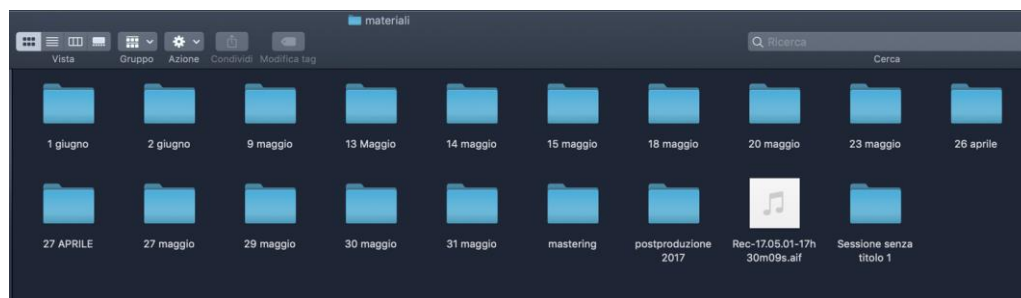 materiali
Ricerca
Vista Gruppo Azione Condividi Modifica tag Cerca
1 giugno 2 giugno 9 maggio 13 Maggio 14 maggio 15 maggio 18 maggio 20 maggio 23 maggio 26 aprile
27 APRILE 27 maggio 29 maggio 30 maggio 31 maggio mastering postproduzione Rec-17.05.01-17h Sessione senza
2017 30m09s.aif titolo 1